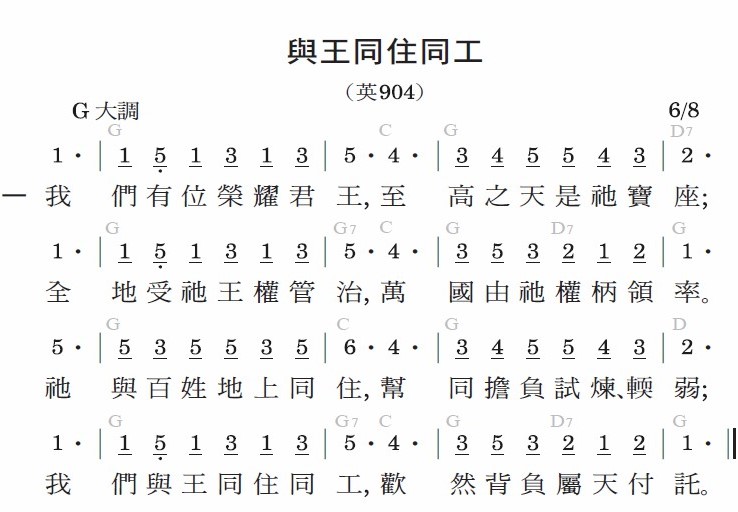 與王同住同工
（英904）
G 大調 6/8
G C G D7
1· | 1 5̣ 1 3 1 3 | 5· 4· | 3 4 5 5 4 3 | 2·
一 我 們有位榮耀君 王, 至 高之天是祂寶 座;
G G7 C G D7 G
1· | 1 5̣ 1 3 1 3 | 5· 4· | 3 5 3 2 1 2 | 1·
全 地受祂王權管 治, 萬 國由祂權柄領 率。
G C G D
5· | 5 3 5 5 3 5 | 6· 4· | 3 4 5 5 4 3 | 2·
祂 與百姓地上同 住, 幫 同擔負試煉、輭 弱;
G G7 C G D7 G
1· | 1 5̣ 1 3 1 3 | 5· 4· | 3 5 3 2 1 2 | 1· ‖
我 們與王同住同 工, 歡 然背負屬天付 託。